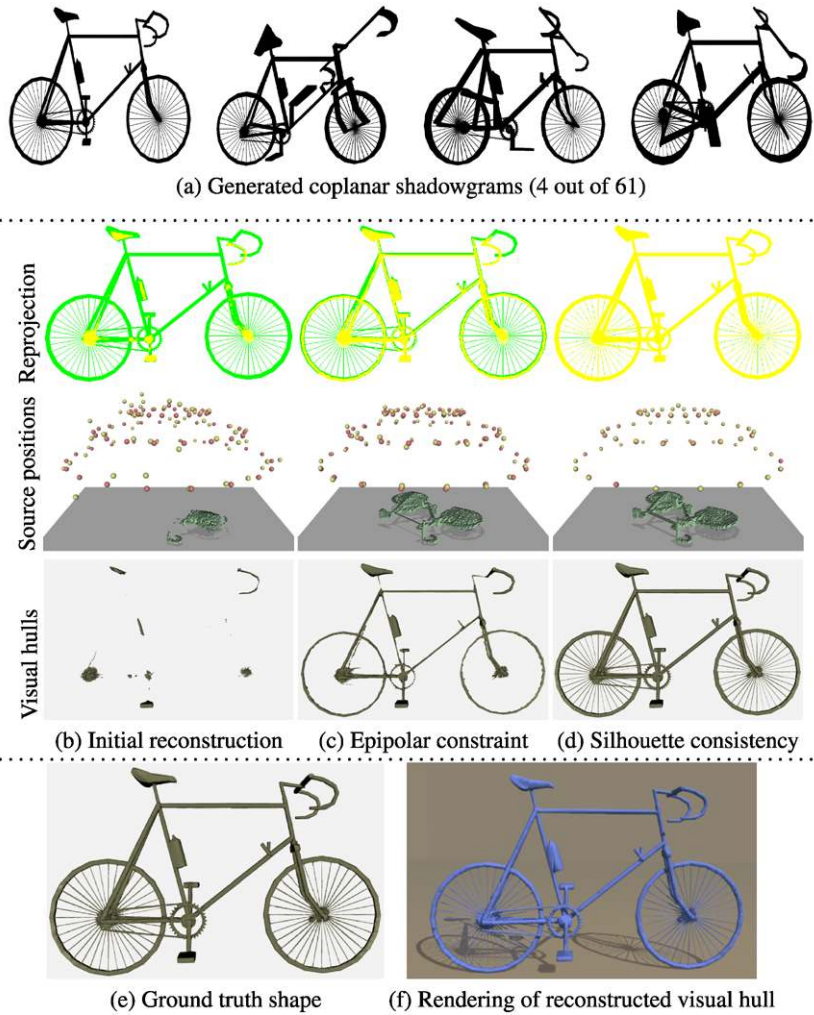 (a) Generated coplanar shadowgrams (4 out of 61)
Reprojection
Source positions
Visual hulls
(b) Initial reconstruction
(c) Epipolar constraint
(d) Silhouette consistency
(e) Ground truth shape
(f) Rendering of reconstructed visual hull